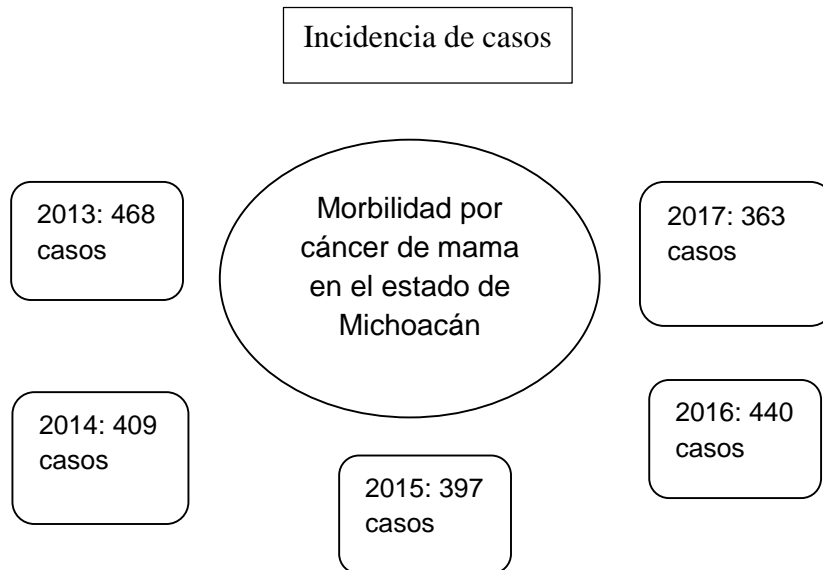 Incidencia de casos
Morbilidad por
cáncer de mama
en el estado de
Michoacán
2013: 468
casos
2014: 409
casos
2015: 397
casos
2016: 440
casos
2017: 363
casos